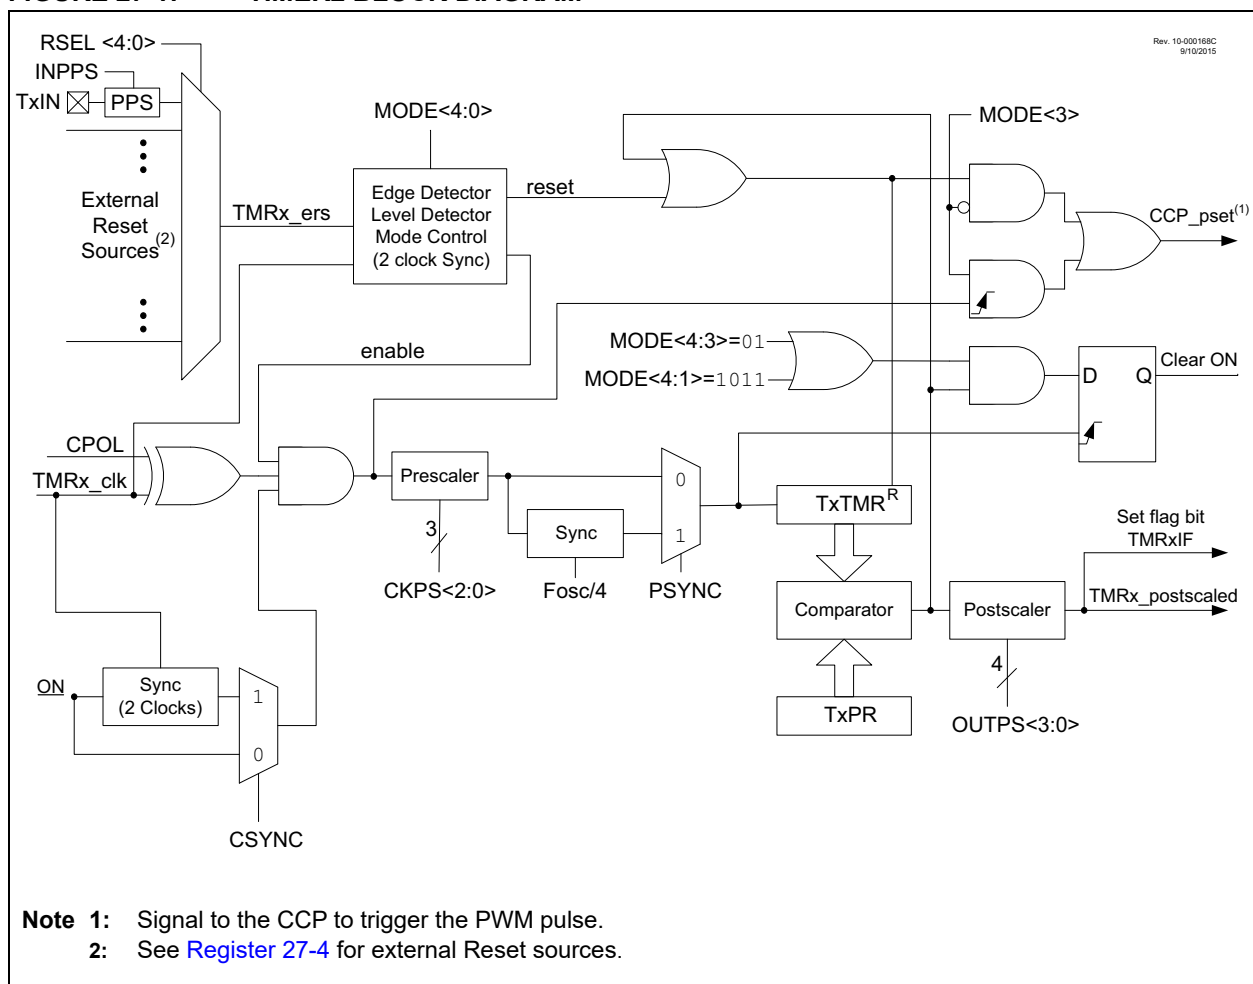 RSEL <4:0>
Rev. 10-000168C
9/10/2015
INPPS
TxIN
PPS
MODE<4:0>
MODE<3>
External
Reset
Sources(2)
TMRx_ers
Edge Detector
Level Detector
Mode Control
(2 clock Sync)
reset
CCP_pset(1)
enable
MODE<4:3>=01
MODE<4:1>=1011
D
Q
Clear ON
CPOL
TMRx_clk
Prescaler
0
1
3
Sync
CKPS<2:0>
Fosc/4
PSYNC
TxTMR
R
Set flag bit
TMRxIF
Comparator
Postscaler
TMRx_postscaled
4
TxPR
OUTPS<3:0>
ON
Sync
(2 Clocks)
1
0
CSYNC
Note 1: Signal to the CCP to trigger the PWM pulse.
2: See Register 27-4 for external Reset sources.